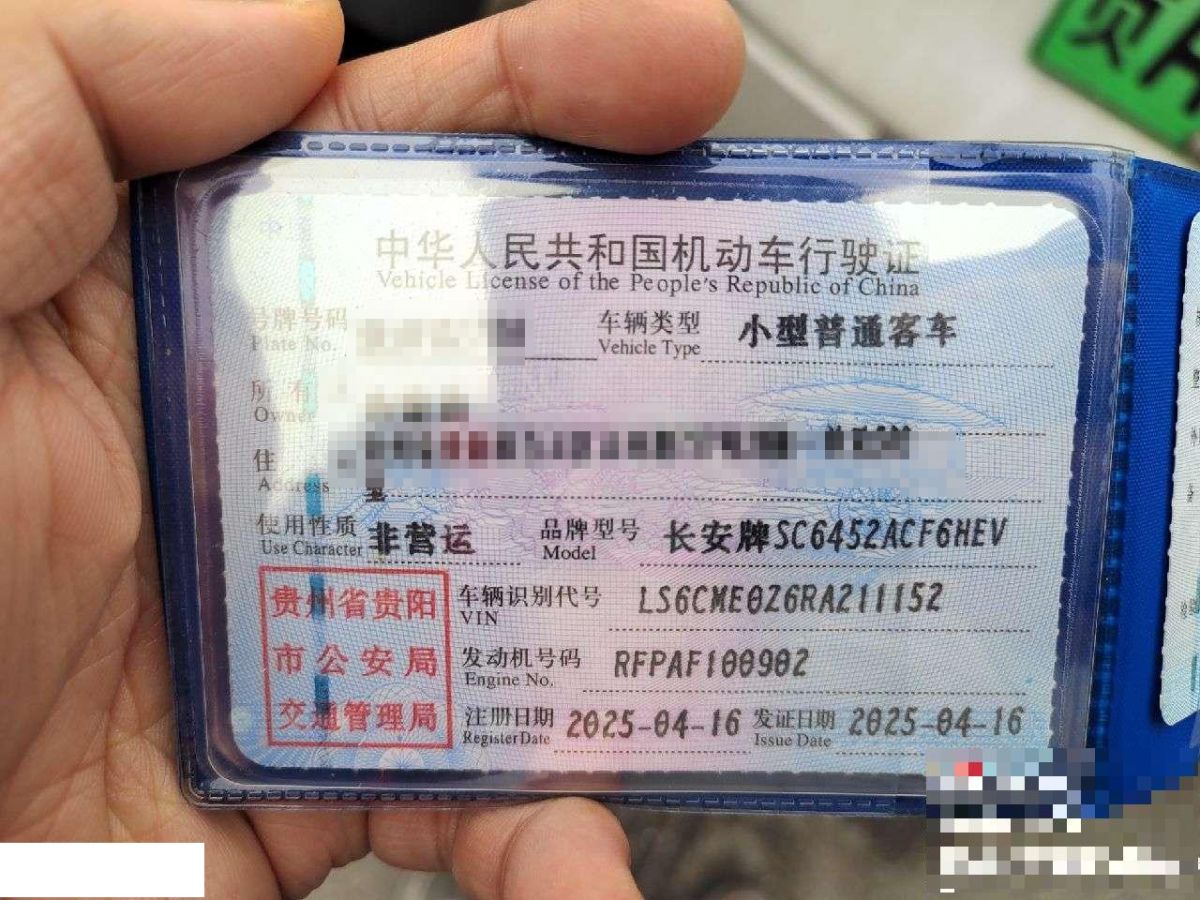 中华人民共和国机动车行驶证
Vehicle License of the People's Republic of China
号牌号码
Plate No.
车辆类型 小型普通客车
Vehicle Type
所有
Owner
住
Address
使用性质 非营运
Use Character
品牌型号 长安牌SC6452ACF6HEV
Model
贵州省贵阳
市公安局
交通管理局
车辆识别代号 LS6CME0Z6RA211152
VIN
发动机号码 RFPAF100902
Engine No.
注册日期 2025-04-16 发证日期 2025-04-16
Register Date Issue Date